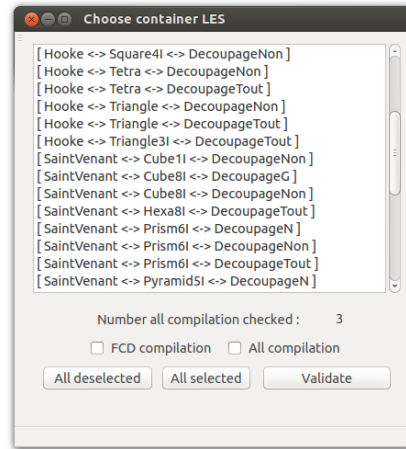 Choose container LES
[ Hooke <-> Square4I <-> DecoupageNon ]
[ Hooke <-> Tetra <-> DecoupageNon ]
[ Hooke <-> Tetra <-> DecoupageTout ]
[ Hooke <-> Triangle <-> DecoupageNon ]
[ Hooke <-> Triangle <-> DecoupageTout ]
[ Hooke <-> Triangle3I <-> DecoupageTout ]
[ SaintVenant <-> Cube1I <-> DecoupageNon ]
[ SaintVenant <-> Cube8I <-> DecoupageG ]
[ SaintVenant <-> Cube8I <-> DecoupageNon ]
[ SaintVenant <-> Hexa8I <-> DecoupageTout ]
[ SaintVenant <-> Prism6I <-> DecoupageN ]
[ SaintVenant <-> Prism6I <-> DecoupageNon ]
[ SaintVenant <-> Prism6I <-> DecoupageTout ]
[ SaintVenant <-> Pyramid5I <-> DecoupageN ]
Number all compilation checked : 3
FCD compilation All compilation
All deselected All selected Validate